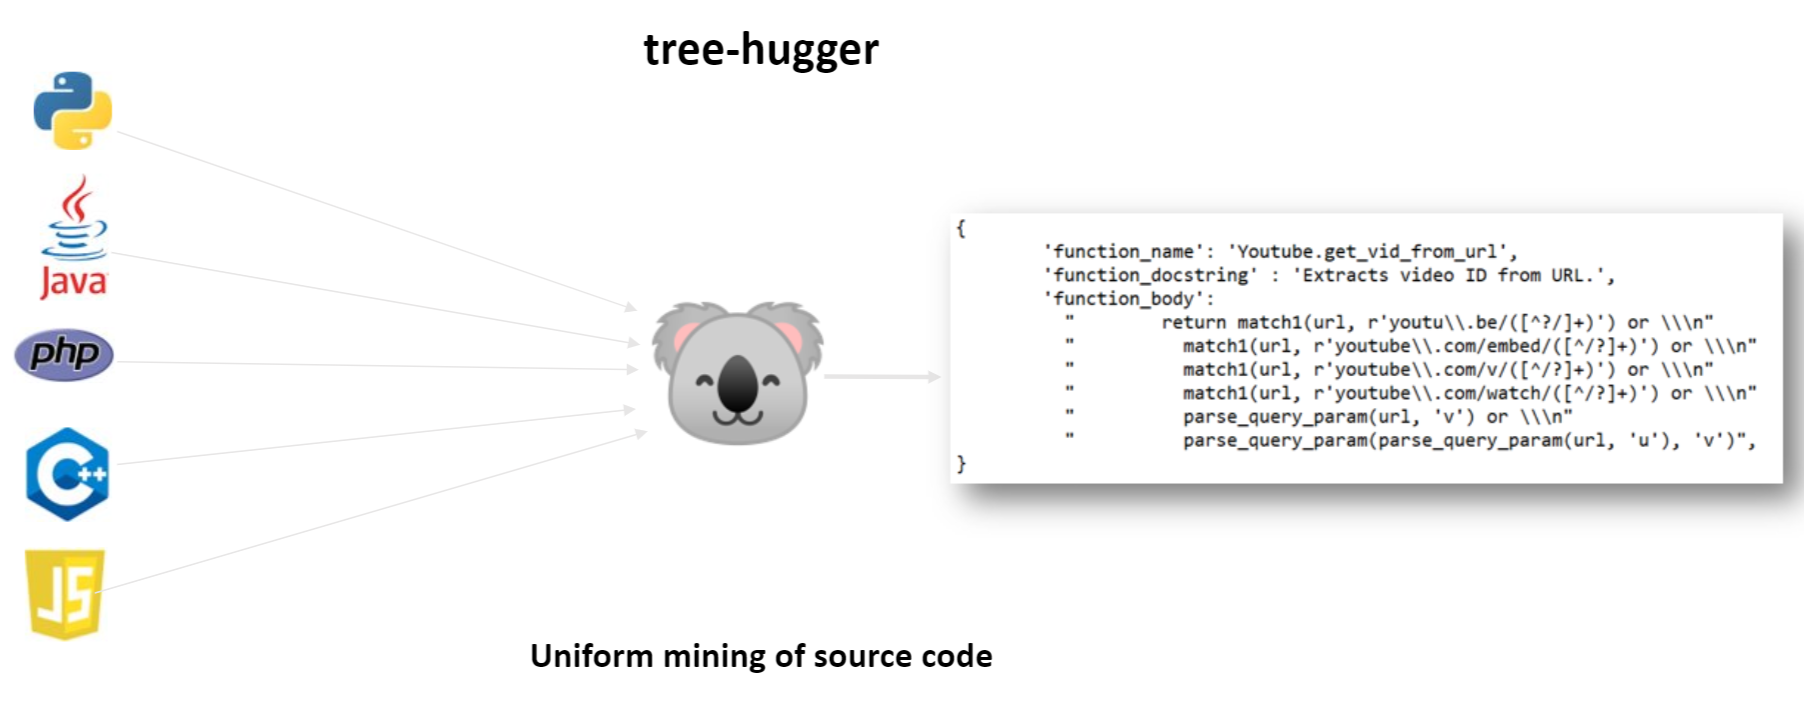 tree-hugger
Java
php
C++
JS
{
'function_name': 'Youtube.get_vid_from_url',
'function_docstring' : 'Extracts video ID from URL.',
'function_body':
"        return match1(url, r'youtu\\.be/([^?/]+)') or \\\n"
"          match1(url, r'youtube\\.com/embed/([^/?]+)') or \\\n"
"          match1(url, r'youtube\\.com/v/([^/?]+)') or \\\n"
"          match1(url, r'youtube\\.com/watch/([^/?]+)') or \\\n"
"          parse_query_param(url, 'v') or \\\n"
"          parse_query_param(parse_query_param(url, 'u'), 'v')",
}
Uniform mining of source code